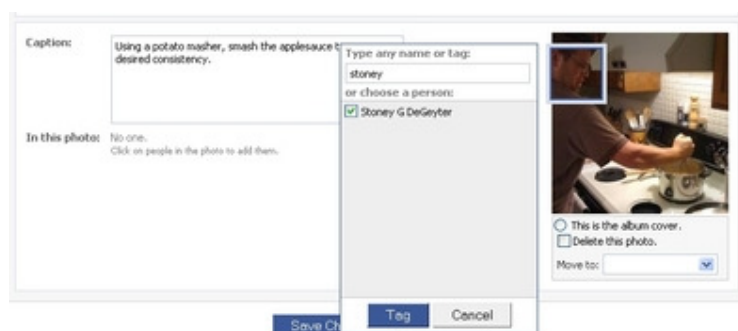 Caption:
Using a potato masher, smash the applesauce
desired consistency.
In this photo:
No one.
Click on people in the photo to add them.
Type any name or tag:
stoney
or choose a person:
Stoney G DeGeyter
Tag
Cancel
This is the album cover.
Delete this photo.
Move to:
Save Ch